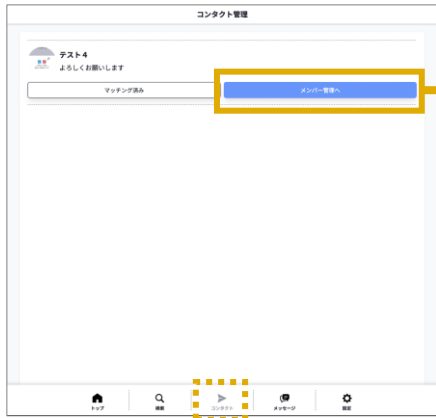 コンタクト管理
テスト4
よろしくお願いします
マッチング済み
メンバー管理へ
トップ
検索
コンタクト
メッセージ
設定